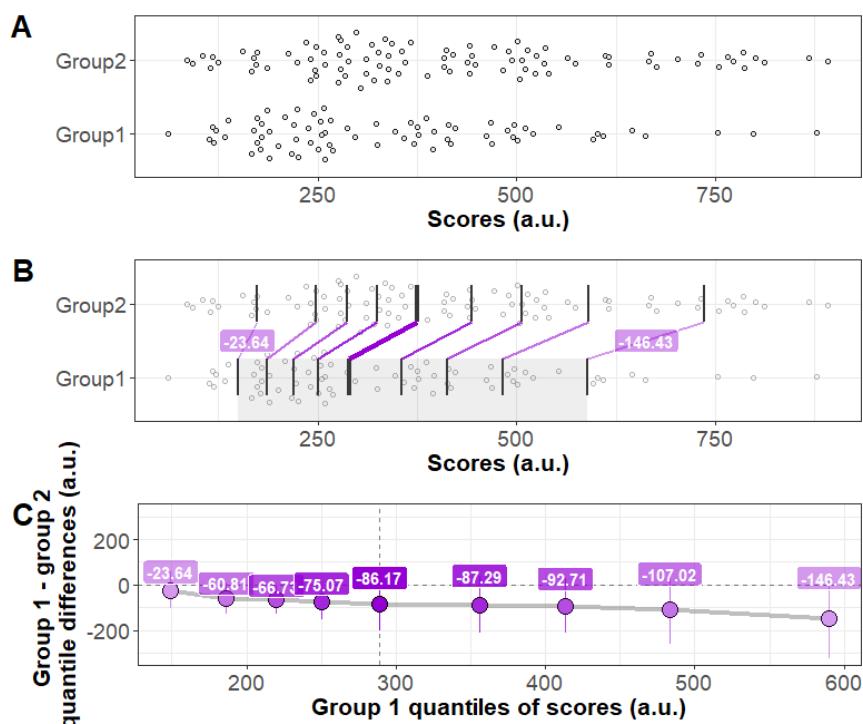 A
Group2
Group1
250
500
750
Scores (a.u.)
B
Group2
-23.64
-146.43
Group1
250
500
750
Scores (a.u.)
C
Group 1 - group 2
quantile differences (a.u.)
200
0
-200
-23.64
-60.81
-66.73
-75.07
-86.17
-87.29
-92.71
-107.02
-146.43
200
300
400
500
600
Group 1 quantiles of scores (a.u.)